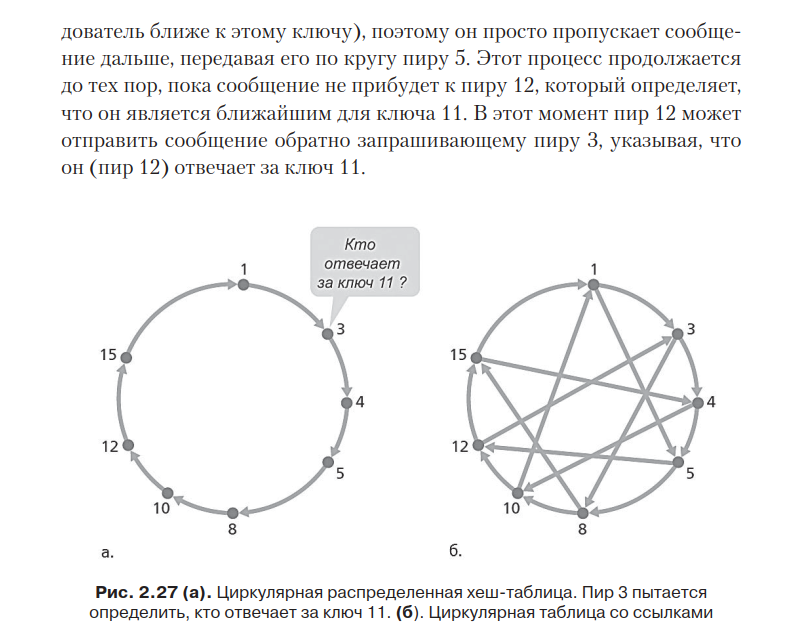 дователь ближе к этому ключу), поэтому он просто пропускает сообще-
ние дальше, передавая его по кругу пиру 5. Этот процесс продолжается
до тех пор, пока сообщение не прибудет к пиру 12, который определяет,
что он является ближайшим для ключа 11. В этот момент пир 12 может
отправить сообщение обратно запрашивающему пиру 3, указывая, что
он (пир 12) отвечает за ключ 11.
Кто
отвечает
за ключ 11 ?
1
3
4
5
8
10
12
15
а.
1
3
4
5
8
10
12
15
б.
Рис. 2.27 (а). Циркулярная распределенная хеш-таблица. Пир 3 пытается
определить, кто отвечает за ключ 11. (б). Циркулярная таблица со ссылками